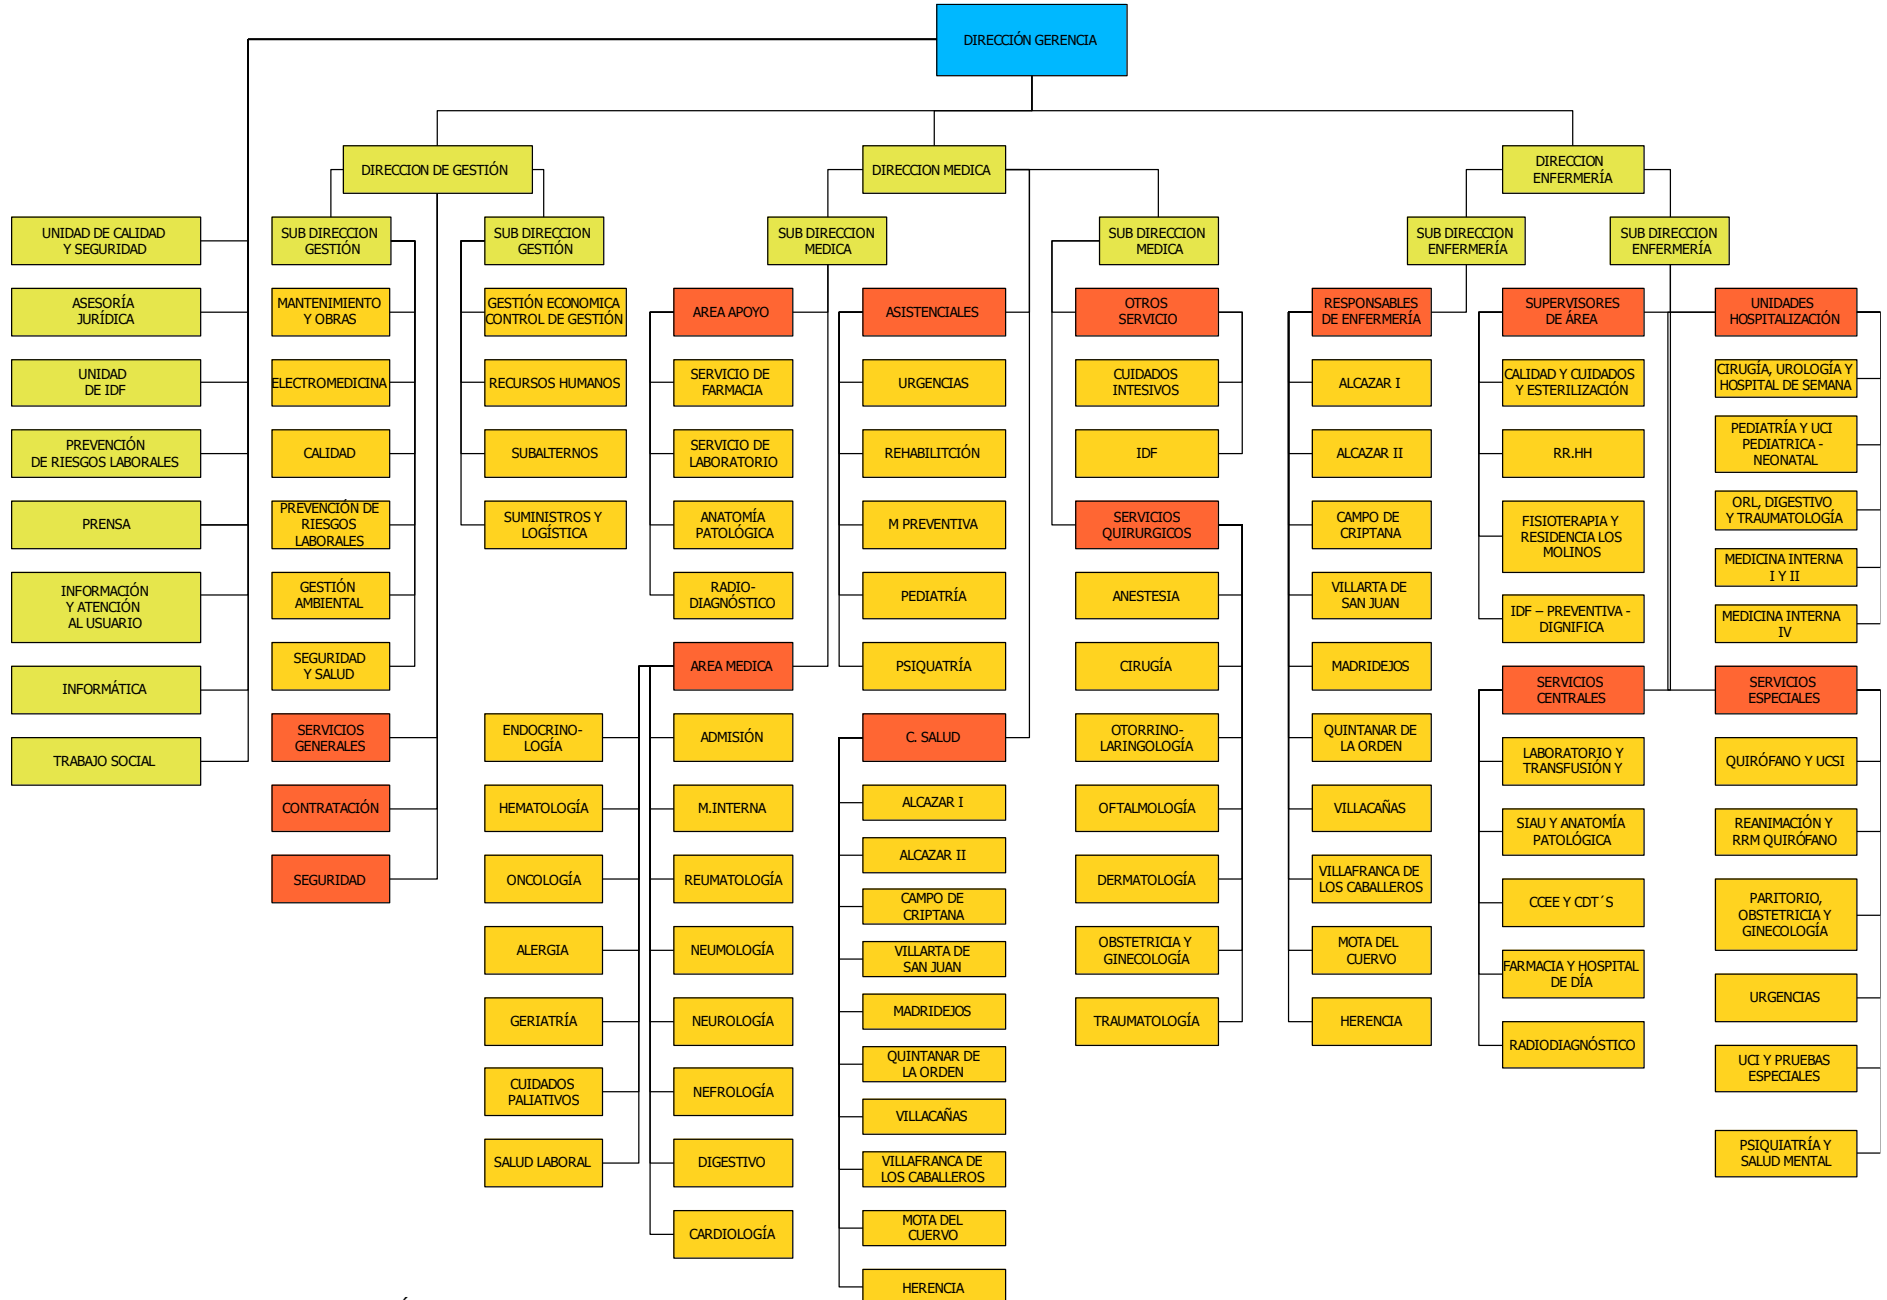 DIRECCIÓN GERENCIA
DIRECCION DE GESTIÓN
DIRECCION MEDICA
DIRECCION
ENFERMERÍA
UNIDAD DE CALIDAD
Y SEGURIDAD
ASESORÍA
JURÍDICA
UNIDAD
DE IDF
PREVENCIÓN
DE RIESGOS LABORALES
PRENSA
INFORMACIÓN
Y ATENCIÓN
AL USUARIO
INFORMÁTICA
TRABAJO SOCIAL
SUB DIRECCION
GESTIÓN
MANTENIMIENTO
Y OBRAS
ELECTROMEDICINA
CALIDAD
PREVENCIÓN DE
RIESGOS
LABORALES
GESTIÓN
AMBIENTAL
SEGURIDAD
Y SALUD
SERVICIOS
GENERALES
CONTRATACIÓN
SEGURIDAD
SUB DIRECCION
GESTIÓN
GESTIÓN ECONOMICA
CONTROL DE GESTIÓN
RECURSOS HUMANOS
SUBALTERNOS
SUMINISTROS Y
LOGÍSTICA
SUB DIRECCION
MEDICA
AREA APOYO
SERVICIO DE
FARMACIA
SERVICIO DE
LABORATORIO
ANATOMÍA
PATOLÓGICA
RADIO-
DIAGNÓSTICO
AREA MEDICA
ENDOCRINO-
LOGÍA
HEMATOLOGÍA
ONCOLOGÍA
ALERGIA
GERIATRÍA
CUIDADOS
PALIATIVOS
SALUD LABORAL
ADMISIÓN
M.INTERNA
REUMATOLOGÍA
NEUMOLOGÍA
NEUROLOGÍA
NEFROLOGÍA
DIGESTIVO
CARDIOLOGÍA
ASISTENCIALES
URGENCIAS
REHABILITCIÓN
M PREVENTIVA
PEDIATRÍA
PSIQUATRÍA
C. SALUD
ALCAZAR I
ALCAZAR II
CAMPO DE
CRIPTANA
VILLARTA DE
SAN JUAN
MADRIDEJOS
QUINTANAR DE
LA ORDEN
VILLACAÑAS
VILLAFRANCA DE
LOS CABALLEROS
MOTA DEL
CUERVO
HERENCIA
SUB DIRECCION
MEDICA
OTROS
SERVICIO
CUIDADOS
INTESIVOS
IDF
SERVICIOS
QUIRURGICOS
ANESTESIA
CIRUGÍA
OTORRINO-
LARINGOLOGÍA
OFTALMOLOGÍA
DERMATOLOGÍA
OBSTETRICIA Y
GINECOLOGÍA
TRAUMATOLOGÍA
SUB DIRECCION
ENFERMERÍA
RESPONSABLES
DE ENFERMERÍA
ALCAZAR I
ALCAZAR II
CAMPO DE
CRIPTANA
VILLARTA DE
SAN JUAN
MADRIDEJOS
QUINTANAR DE
LA ORDEN
VILLACAÑAS
VILLAFRANCA DE
LOS CABALLEROS
MOTA DEL
CUERVO
HERENCIA
SUB DIRECCION
ENFERMERÍA
SUPERVISORES
DE ÁREA
CALIDAD Y CUIDADOS
Y ESTERILIZACIÓN
RR.HH
FISIOTERAPIA Y
RESIDENCIA LOS
MOLINOS
IDF – PREVENTIVA -
DIGNIFICA
SERVICIOS
CENTRALES
LABORATORIO Y
TRANSFUSIÓN Y
SIAU Y ANATOMÍA
PATOLÓGICA
CCEE Y CDT´S
FARMACIA Y HOSPITAL
DE DÍA
RADIODIAGNÓSTICO
UNIDADES
HOSPITALIZACIÓN
CIRUGÍA, UROLOGÍA Y
HOSPITAL DE SEMANA
PEDIATRÍA Y UCI
PEDIATRICA -
NEONATAL
ORL, DIGESTIVO
Y TRAUMATOLOGÍA
MEDICINA INTERNA
I Y II
MEDICINA INTERNA
IV
SERVICIOS
ESPECIALES
QUIRÓFANO Y UCSI
REANIMACIÓN Y
RRM QUIRÓFANO
PARITORIO,
OBSTETRICIA Y
GINECOLOGÍA
URGENCIAS
UCI Y PRUEBAS
ESPECIALES
PSIQUIATRÍA Y
SALUD MENTAL